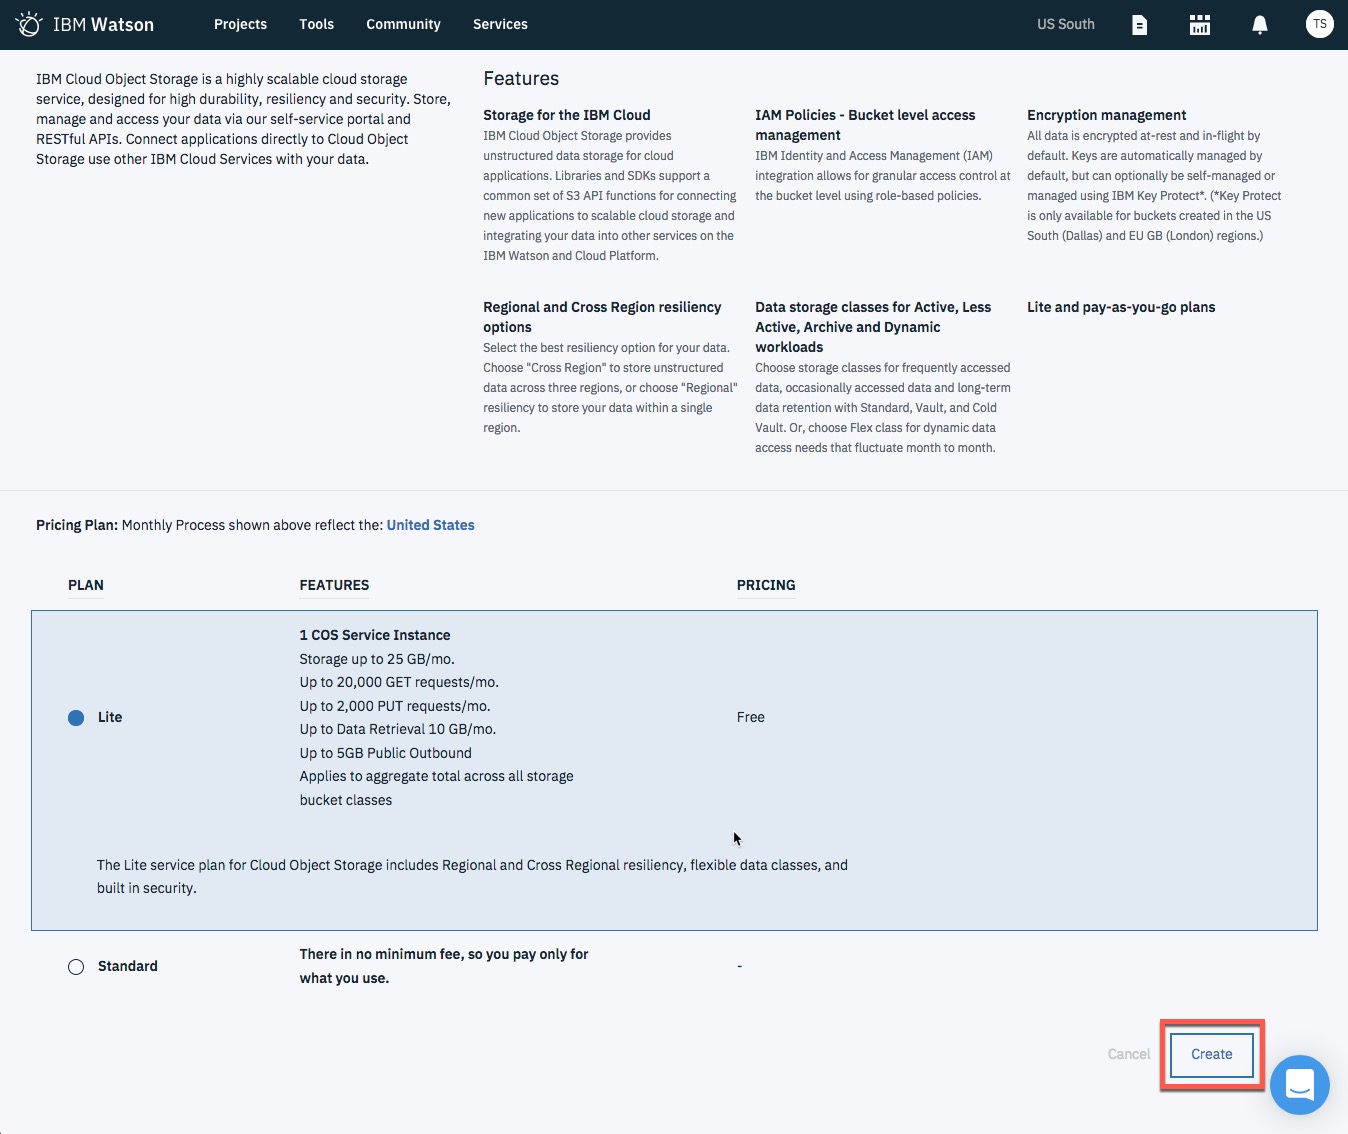 IBM Watson
Projects
Tools
Community
Services
US South
TS
IBM Cloud Object Storage is a highly scalable cloud storage
service, designed for high durability, resiliency and security. Store,
manage and access your data via our self-service portal and
RESTful APIs. Connect applications directly to Cloud Object
Storage use other IBM Cloud Services with your data.
Features
Storage for the IBM Cloud
IBM Cloud Object Storage provides
unstructured data storage for cloud
applications. Libraries and SDKs support a
common set of S3 API functions for connecting
new applications to scalable cloud storage and
integrating your data into other services on the
IBM Watson and Cloud Platform.
IAM Policies - Bucket level access
management
IBM Identity and Access Management (IAM)
integration allows for granular access control at
the bucket level using role-based policies.
Encryption management
All data is encrypted at-rest and in-flight by
default. Keys are automatically managed by
default, but can optionally be self-managed or
managed using IBM Key Protect*. (*Key Protect
is only available for buckets created in the US
South (Dallas) and EU GB (London) regions.)
Regional and Cross Region resiliency
options
Select the best resiliency option for your data.
Choose "Cross Region" to store unstructured
data across three regions, or choose "Regional"
resiliency to store your data within a single
region.
Data storage classes for Active, Less
Active, Archive and Dynamic
workloads
Choose storage classes for frequently accessed
data, occasionally accessed data and long-term
data retention with Standard, Vault, and Cold
Vault. Or, choose Flex class for dynamic data
access needs that fluctuate month to month.
Lite and pay-as-you-go plans
Pricing Plan: Monthly Process shown above reflect the: United States
PLAN
FEATURES
PRICING
Lite
1 COS Service Instance
Storage up to 25 GB/mo.
Up to 20,000 GET requests/mo.
Up to 2,000 PUT requests/mo.
Up to Data Retrieval 10 GB/mo.
Up to 5GB Public Outbound
Applies to aggregate total across all storage
bucket classes
Free
The Lite service plan for Cloud Object Storage includes Regional and Cross Regional resiliency, flexible data classes, and
built in security.
Standard
There in no minimum fee, so you pay only for
what you use.
-
Cancel
Create